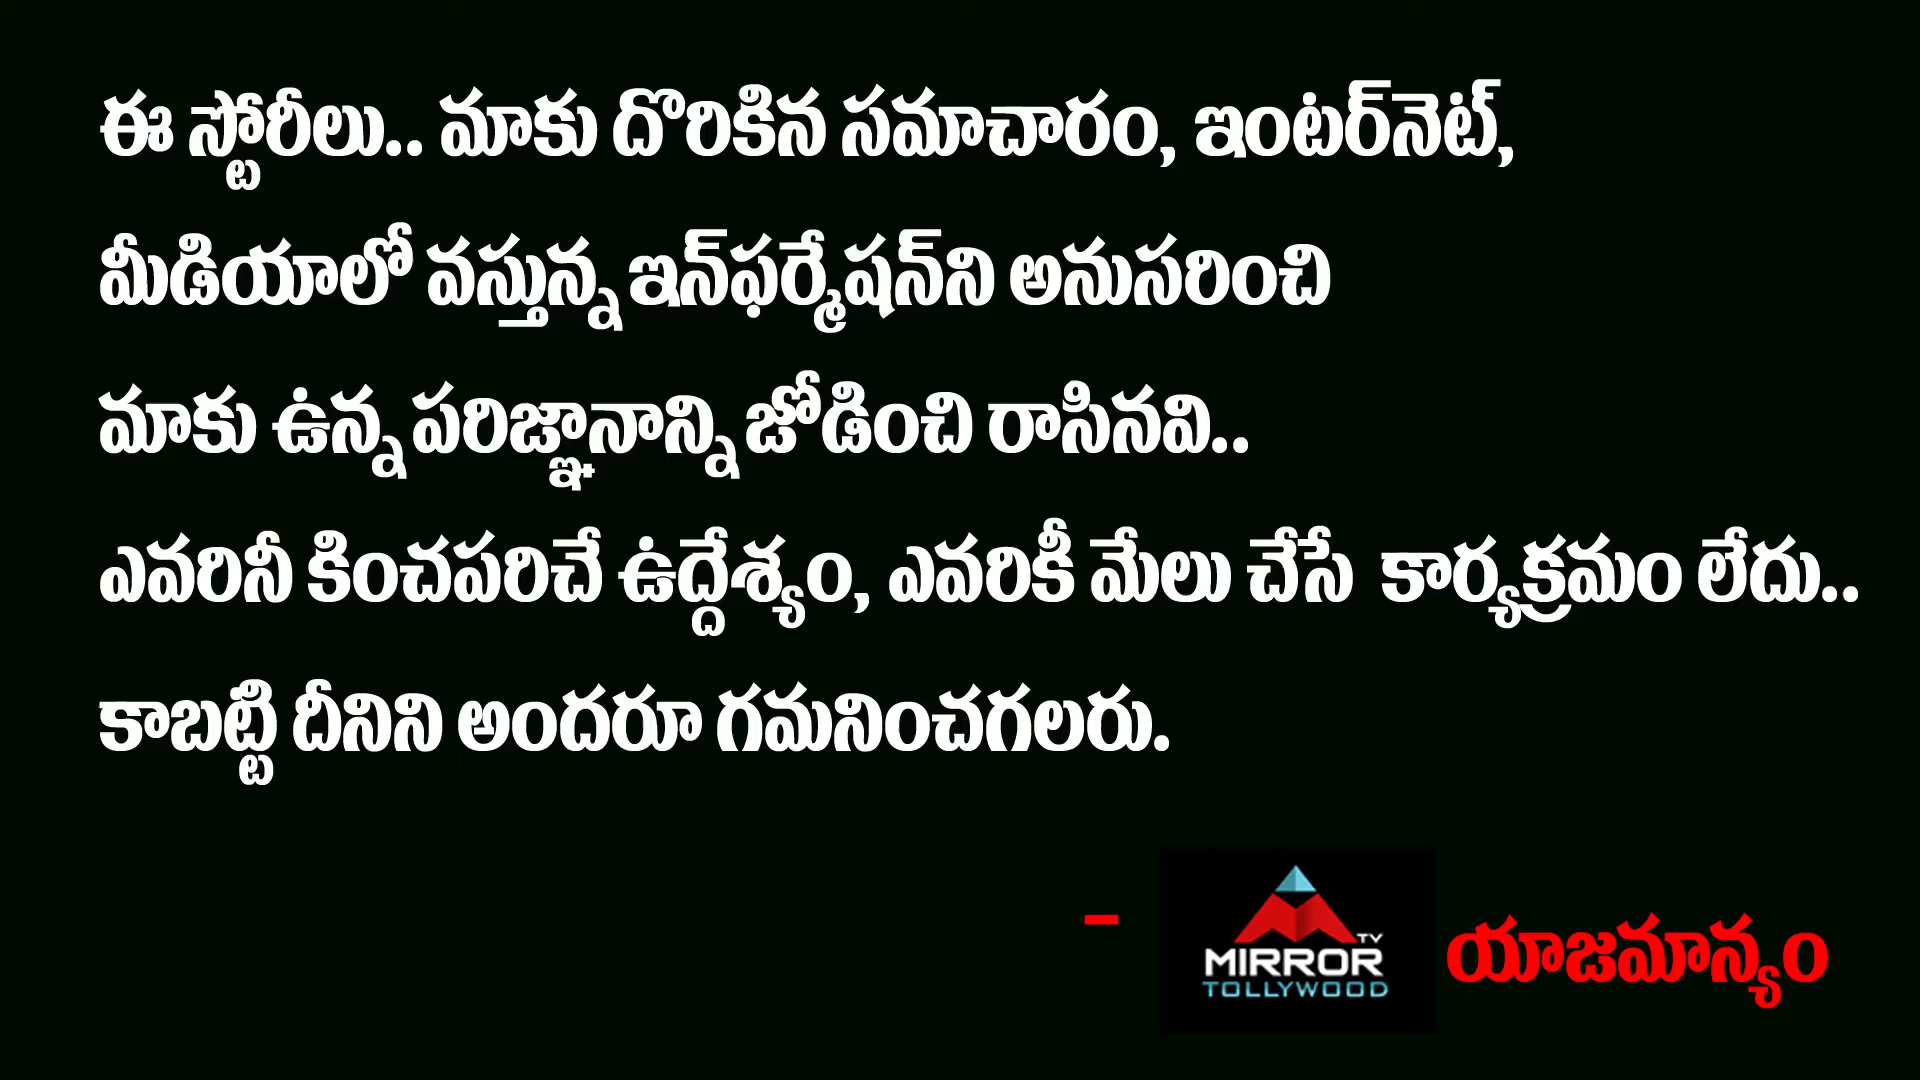 ఈ స్టోరీలు.. మాకు దొరికిన సమాచారం, ఇంటర్‌నెట్,
మీడియాలో వస్తున్న ఇన్‌ఫర్మేషన్‌ని అనుసరించి
మాకు ఉన్న పరిజ్ఞానాన్ని జోడించి రాసినవి..
ఎవరినీ కించపరిచే ఉద్దేశ్యం, ఎవరికీ మేలు చేసే కార్యక్రమం లేదు..
కాబట్టి దీనిని అందరూ గమనించగలరు.
- MIRROR TV TOLLYWOOD యాజమాన్యం